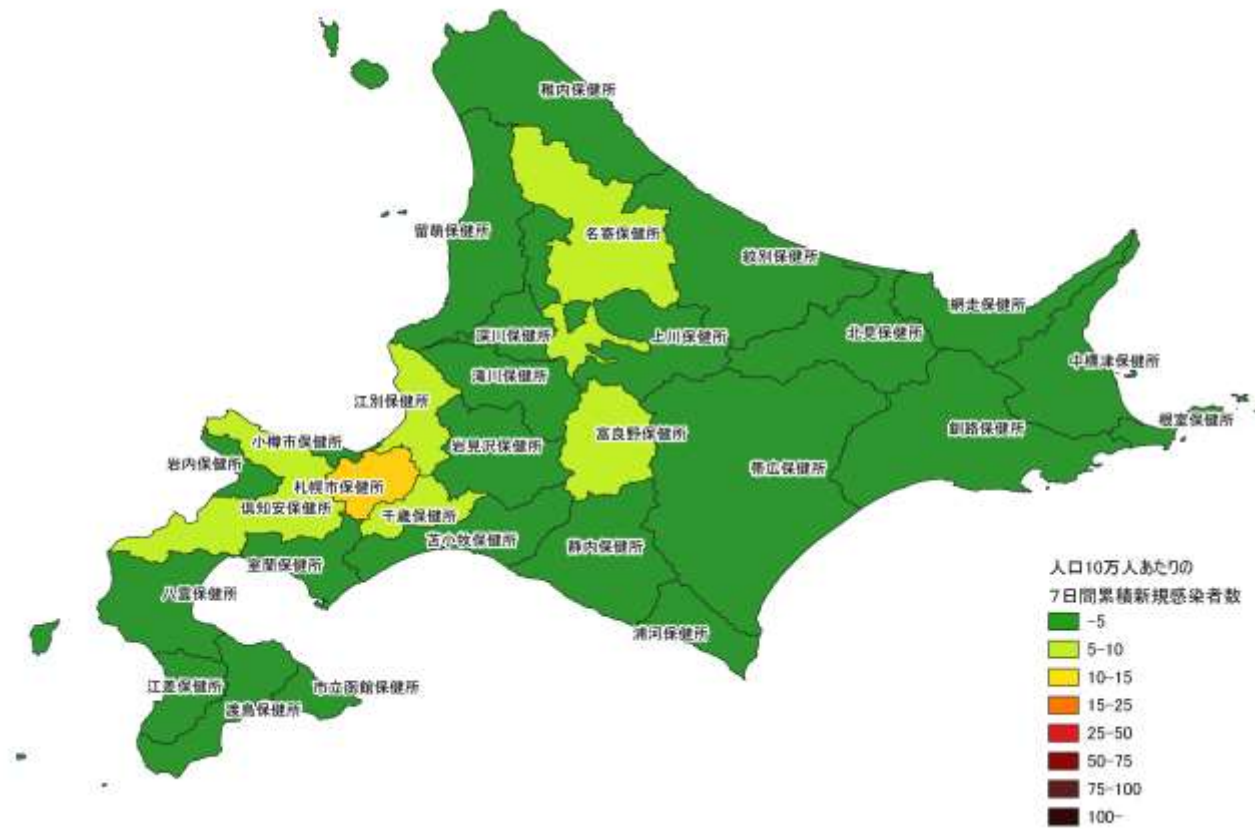 稚内保健所
名寄保健所
留萌保健所
紋別保健所
網走保健所
深川保健所
上川保健所
北見保健所
中標津保健所
滝川保健所
江別保健所
根室保健所
小樽市保健所
岩見沢保健所
富良野保健所
釧路保健所
岩内保健所
帯広保健所
札幌市保健所
倶知安保健所
千歳保健所
苫小牧保健所
静内保健所
室蘭保健所
八雲保健所
浦河保健所
江差保健所
市立函館保健所
渡島保健所
人口10万人あたりの
7日間累積新規感染者数
-5
5-10
10-15
15-25
25-50
50-75
75-100
100-